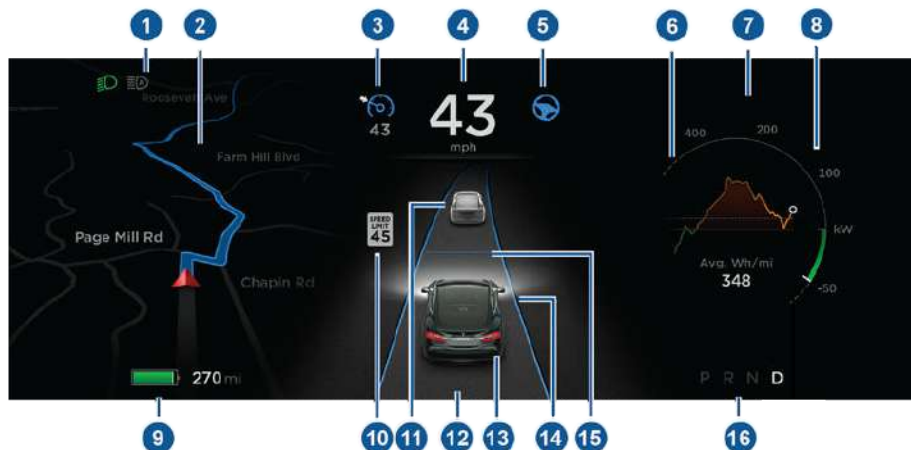 1
2
3
4
5
6
7
8
Roosevelt Ave
43
43
mph
Farm Hill Blvd
400
200
100
kW
-50
Page Mill Rd
SPEED
LIMIT
45
0
Avg. Wh/mi
348
Chapin Rd
270 mi
P R N D
9
10
11
12
13
14
15
16